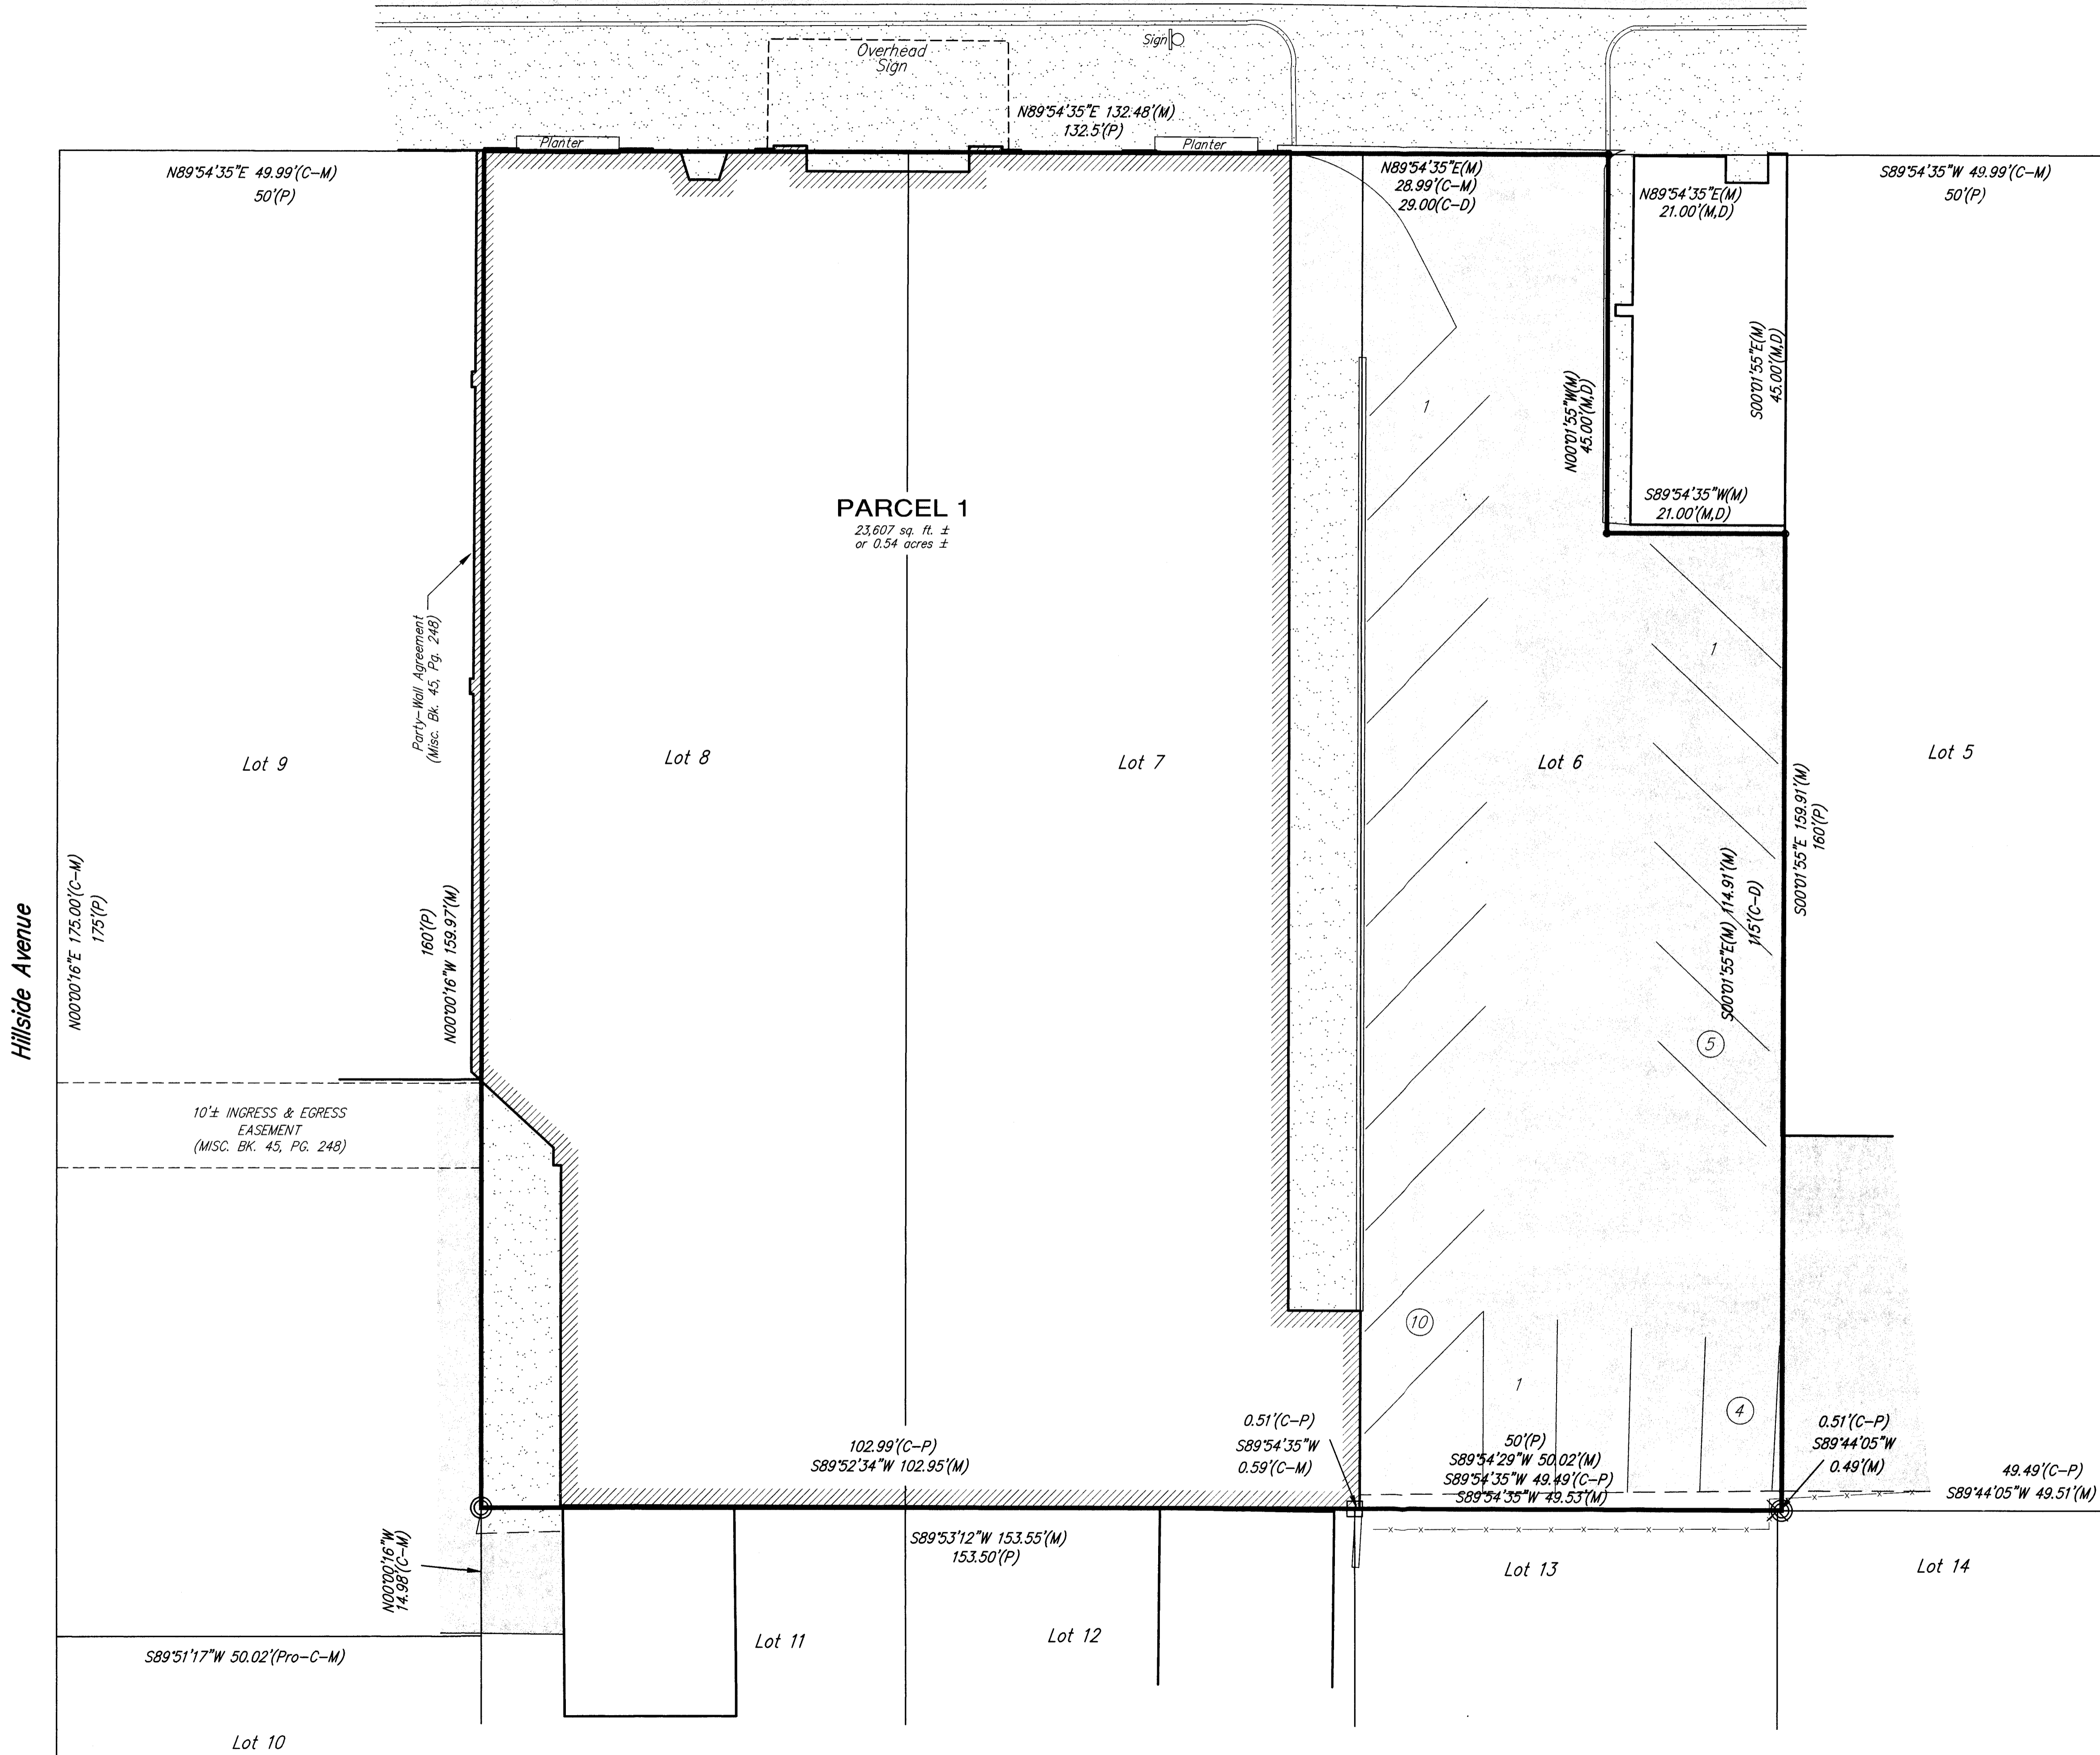 Overhead
Sign
Sign
N89°54'35"E 132.48'(M)
132.5'(P)
Planter
Planter
N89°54'35"E 49.99'(C-M)
50'(P)
N89°54'35"E(M)
28.99'(C-M)
29.00(C-D)
N89°54'35"E(M)
21.00'(M,D)
S89°54'35"W 49.99'(C-M)
50'(P)
S00°01'55"E(M)
45.00'(M,D)
N00°01'55"W(M)
45.00'(M,D)
1
S89°54'35"W(M)
21.00'(M,D)
PARCEL 1
23,607 sq. ft. ±
or 0.54 acres ±
Party-Wall Agreement
(Misc. Bk. 45, Pg. 248)
1
Lot 9
Lot 8
Lot 7
Lot 6
Lot 5
S00°01'55"E 159.91'(M)
160'(P)
S00°01'55"E(M) 114.91'(M)
115'(C-D)
Hillside Avenue
N00°00'16"E 175.00'(C-M)
175'(P)
160'(P)
N00°00'16"W 159.97'(M)
5
10'± INGRESS & EGRESS
EASEMENT
(MISC. BK. 45, PG. 248)
10
1
4
102.99'(C-P)
S89°52'34"W 102.95'(M)
0.51'(C-P)
S89°54'35"W
0.59'(C-M)
50'(P)
S89°54'29"W 50.02'(M)
S89°54'35"W 49.49'(C-P)
S89°54'35"W 49.53'(M)
0.51'(C-P)
S89°44'05"W
0.49'(M)
49.49'(C-P)
S89°44'05"W 49.51'(M)
N00°00'16"W
14.98'(C-M)
S89°53'12"W 153.55'(M)
153.50'(P)
Lot 13
Lot 14
Lot 11
Lot 12
S89°51'17"W 50.02'(Pro-C-M)
Lot 10